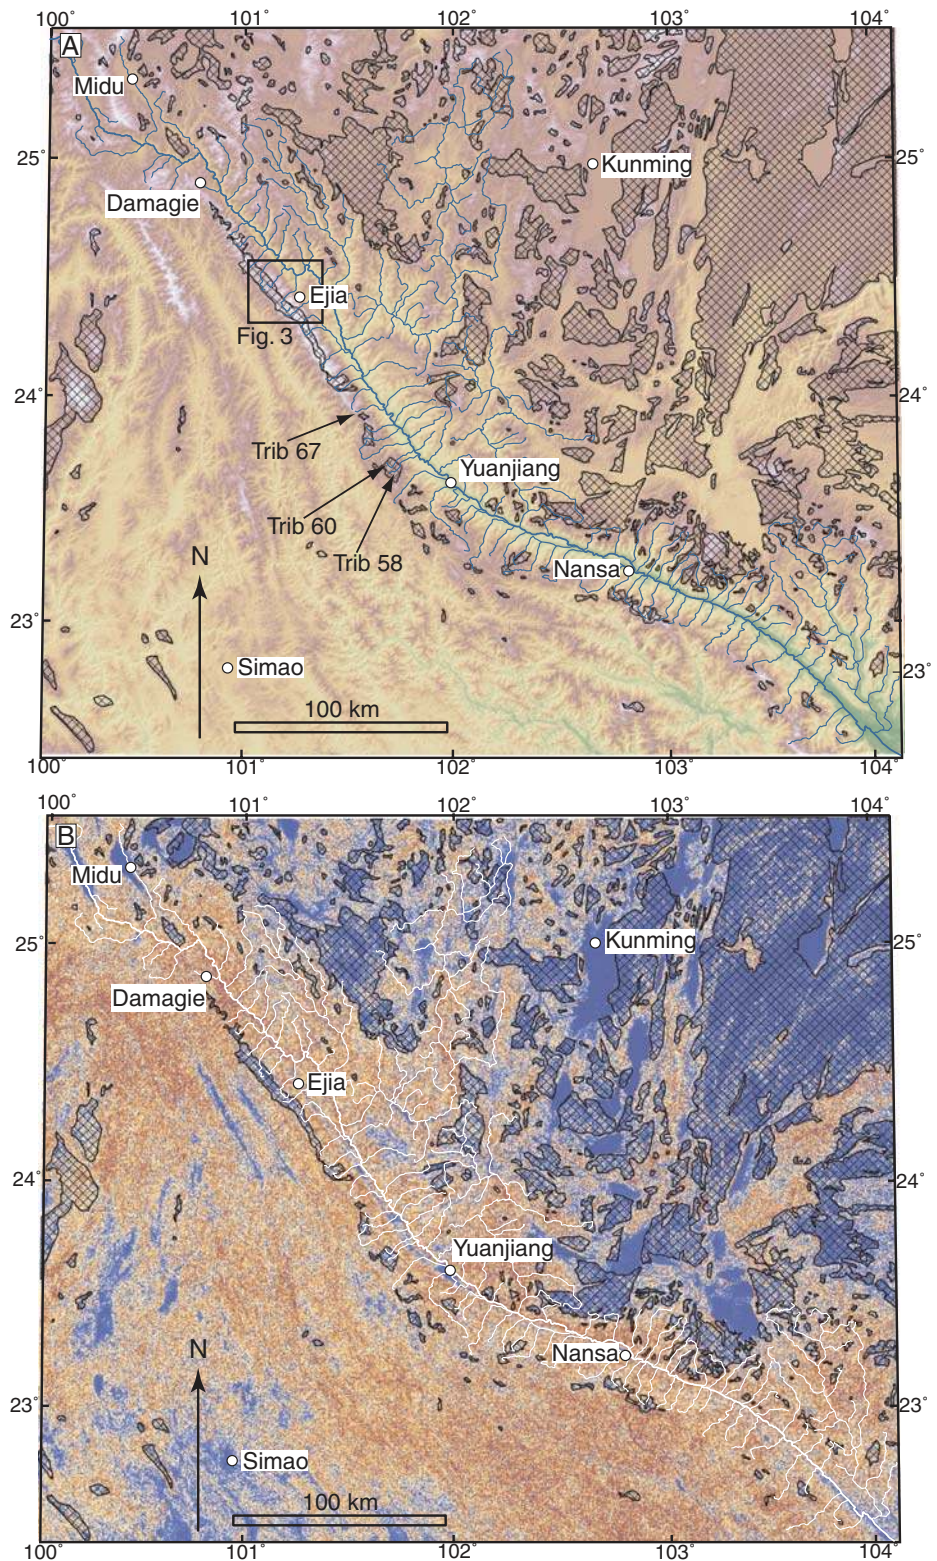 100° 101° 102° 103° 104°
A
Midu
25° 25°
Kunming
Damagie
Ejia
Fig. 3
24° 24°
Trib 67
Yuanjiang
Trib 60
Trib 58
N
Nansa
23° 23°
Simao
100 km
100° 101° 102° 103° 104°
100° 101° 102° 103° 104°
B
Midu
25° 25°
Kunming
Damagie
Ejia
24° 24°
Yuanjiang
N
Nansa
23° 23°
Simao
100 km
100° 101° 102° 103° 104°